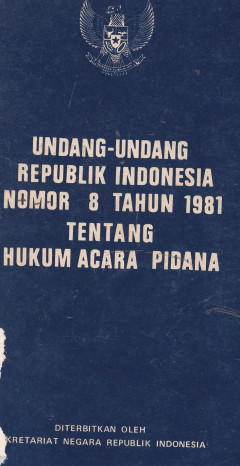 UNDANG-UNDANG
REPUBLIK INDONESIA
NOMOR 8 TAHUN 1981
TENTANG
HUKUM ACARA PIDANA
DITERBITKAN OLEH
KRETARIAT NEGARA REPUBLIK INDONESIA